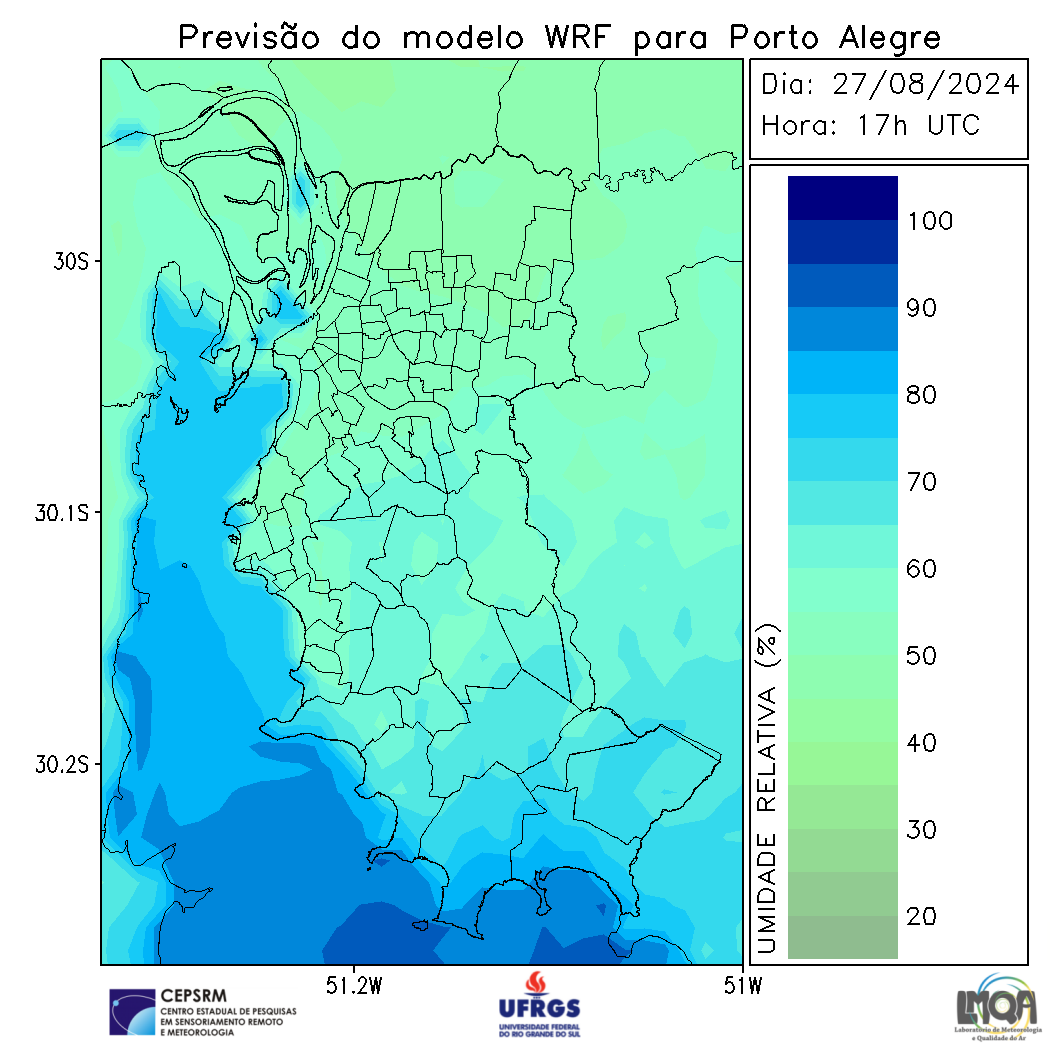 Previsão do modelo WRF para Porto Alegre
Dia: 27/08/2024
Hora: 17h UTC
100
90
80
70
60
50
40
30
20
UMIDADE RELATIVA (%)
30S
30.1S
30.2S
51.2W
51W
CEPSRM
CENTRO ESTADUAL DE PESQUISAS
EM SENSORIAMENTO REMOTO
E METEOROLOGIA
UFRGS
UNIVERSIDADE FEDERAL
DO RIO GRANDE DO SUL
LMQA
Laboratório de Meteorologia
e Qualidade do Ar